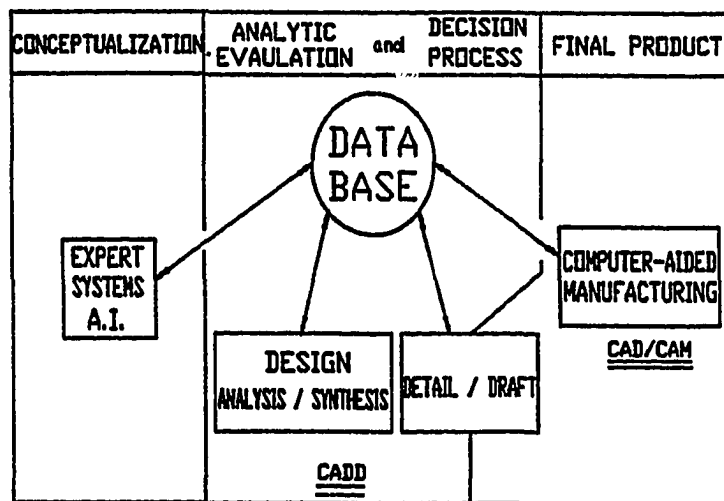 CONCEPTUALIZATION
ANALYTIC and DECISION
EVAULATION PROCESS
FINAL PRODUCT
DATA
BASE
EXPERT
SYSTEMS
A.I.
COMPUTER-AIDED
MANUFACTURING
CAD/CAM
DESIGN
ANALYSIS / SYNTHESIS
DETAIL / DRAFT
CADD